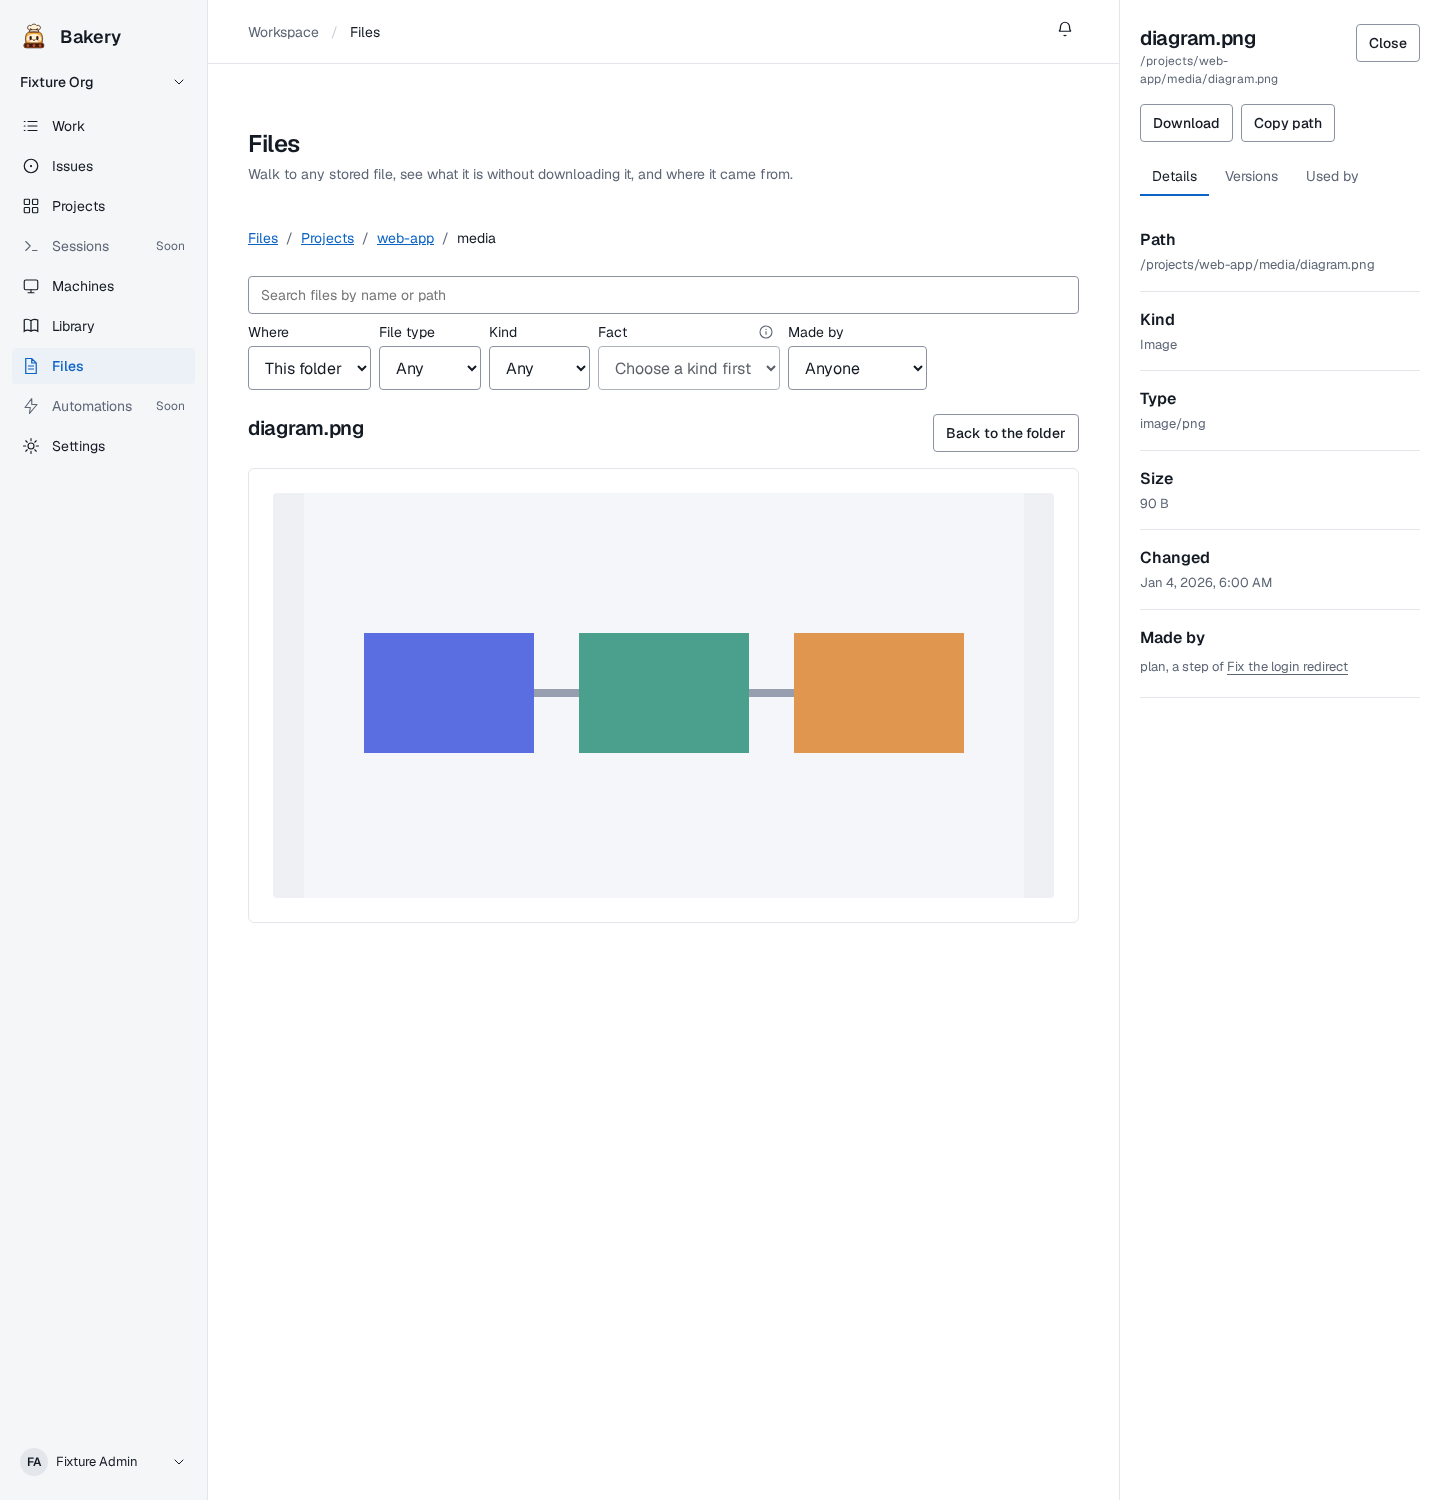 Bakery
Fixture Org
Work
Issues
Projects
Sessions Soon
Machines
Library
Files
Automations Soon
Settings
FA Fixture Admin
Workspace / Files
Files
Walk to any stored file, see what it is without downloading it, and where it came from.
Files / Projects / web-app / media
Search files by name or path
Where File type Kind Fact Made by
This folder Any Any Choose a kind first Anyone
diagram.png
Back to the folder
diagram.png
Close
/projects/web-
app/media/diagram.png
Download Copy path
Details Versions Used by
Path
/projects/web-app/media/diagram.png
Kind
Image
Type
image/png
Size
90 B
Changed
Jan 4, 2026, 6:00 AM
Made by
plan, a step of Fix the login redirect